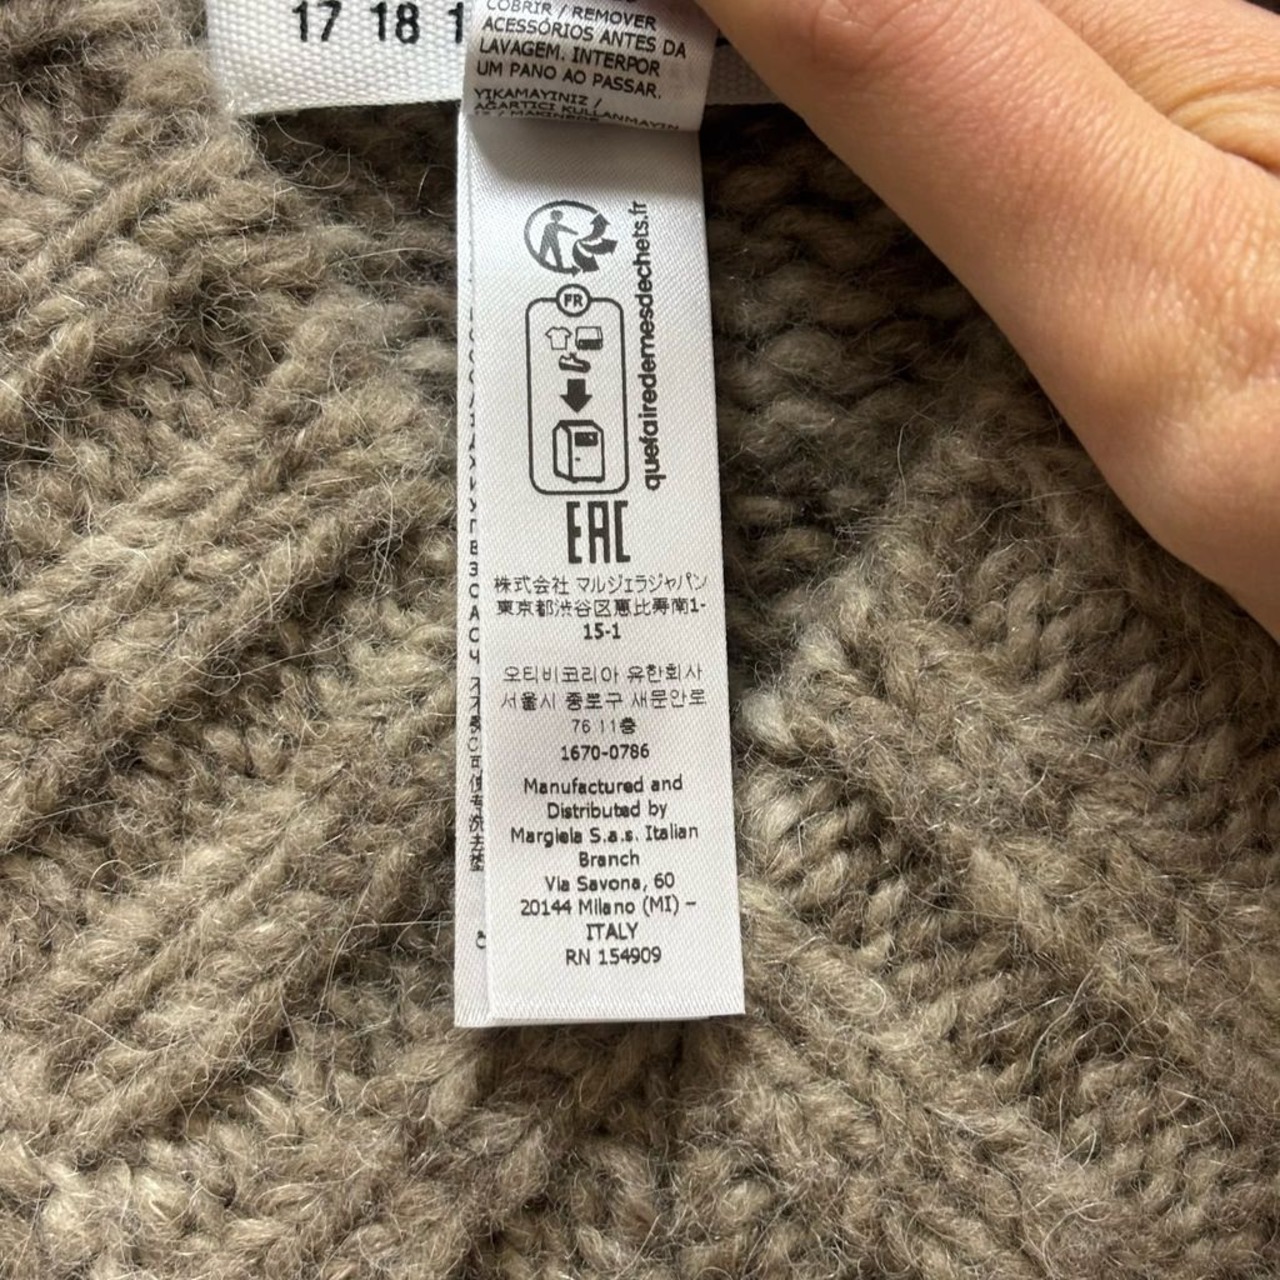 17 18 1
COBRIR / REMOVER
ACESSÓRIOS ANTES DA
LAVAGEM. INTERPOR
UM PANO AO PASSAR.
YIKAMAYINIZ /
AĞARTICI KULLANMAYIN
quefairedemesdechets.fr
FR
EAC
株式会社 マルジェラジャパン
東京都渋谷区恵比寿南1-
15-1
오티비코리아 유한회사
서울시 종로구 새문안로
76 11층
1670-0786
Manufactured and
Distributed by
Margiela S.a.s. Italian
Branch
Via Savona, 60
20144 Milano (MI) –
ITALY
RN 154909